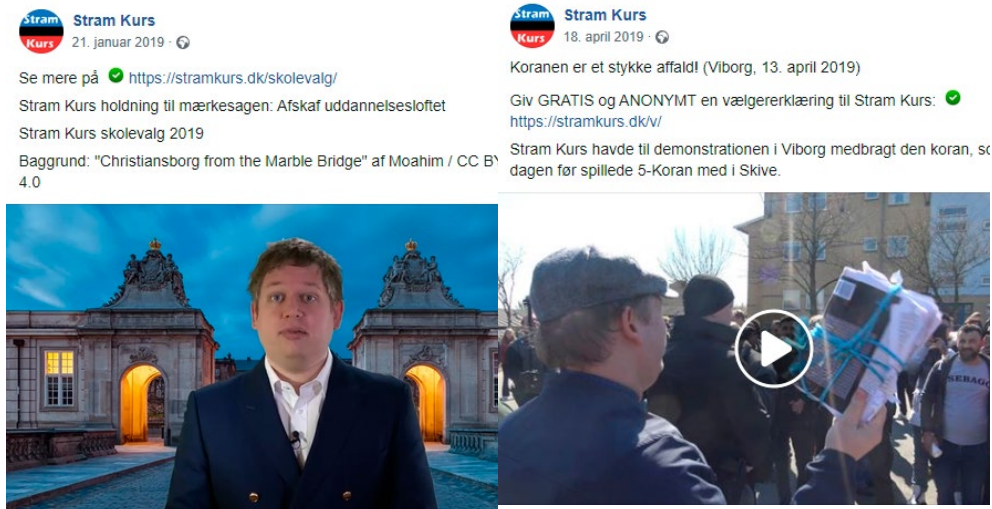 Stram
Kurs
Stram Kurs
21. januar 2019 ·
Se mere på https://stramkurs.dk/skolevalg/
Stram Kurs holdning til mærkesagen: Afskaf uddannelsesloftet
Stram Kurs skolevalg 2019
Baggrund: "Christiansborg from the Marble Bridge" af Moahim / CC BY
4.0
Stram
Kurs
Stram Kurs
18. april 2019 ·
Koranen er et stykke affald! (Viborg, 13. april 2019)
Giv GRATIS og ANONYMT en vælgererklæring til Stram Kurs:
https://stramkurs.dk/v/
Stram Kurs havde til demonstrationen i Viborg medbragt den koran, so
dagen før spillede 5-Koran med i Skive.
SEBAGO